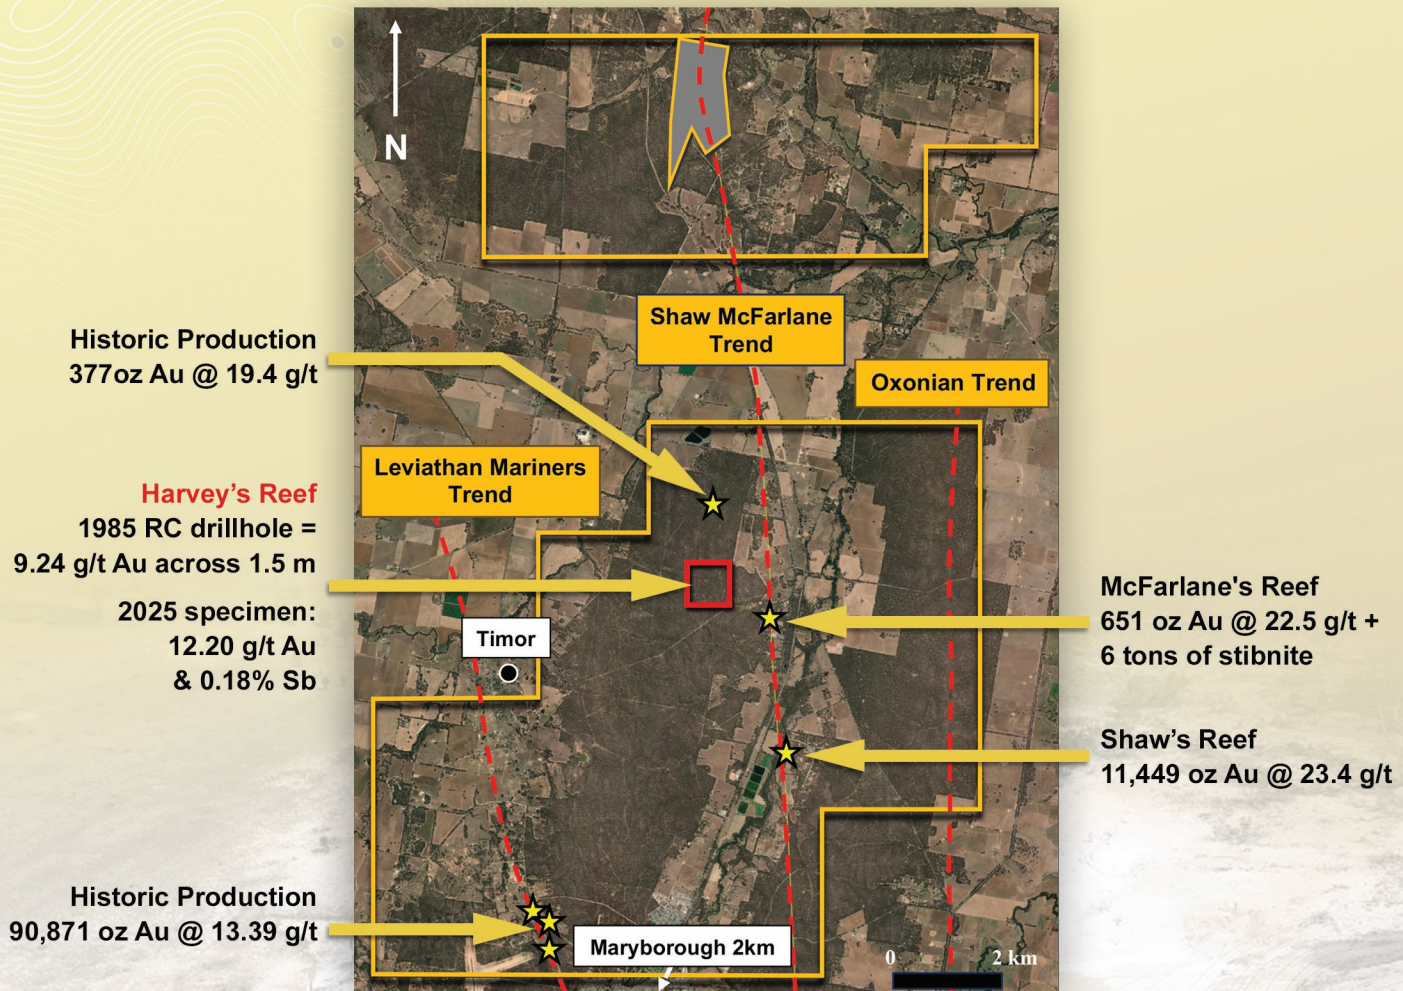 N
Shaw McFarlane
Trend
Historic Production
377oz Au @ 19.4 g/t
Oxonian Trend
Leviathan Mariners
Trend
Harvey's Reef
1985 RC drillhole =
9.24 g/t Au across 1.5 m
2025 specimen:
12.20 g/t Au
& 0.18% Sb
Timor
McFarlane's Reef
651 oz Au @ 22.5 g/t +
6 tons of stibnite
Shaw's Reef
11,449 oz Au @ 23.4 g/t
Historic Production
90,871 oz Au @ 13.39 g/t
Maryborough 2km
0 2 km